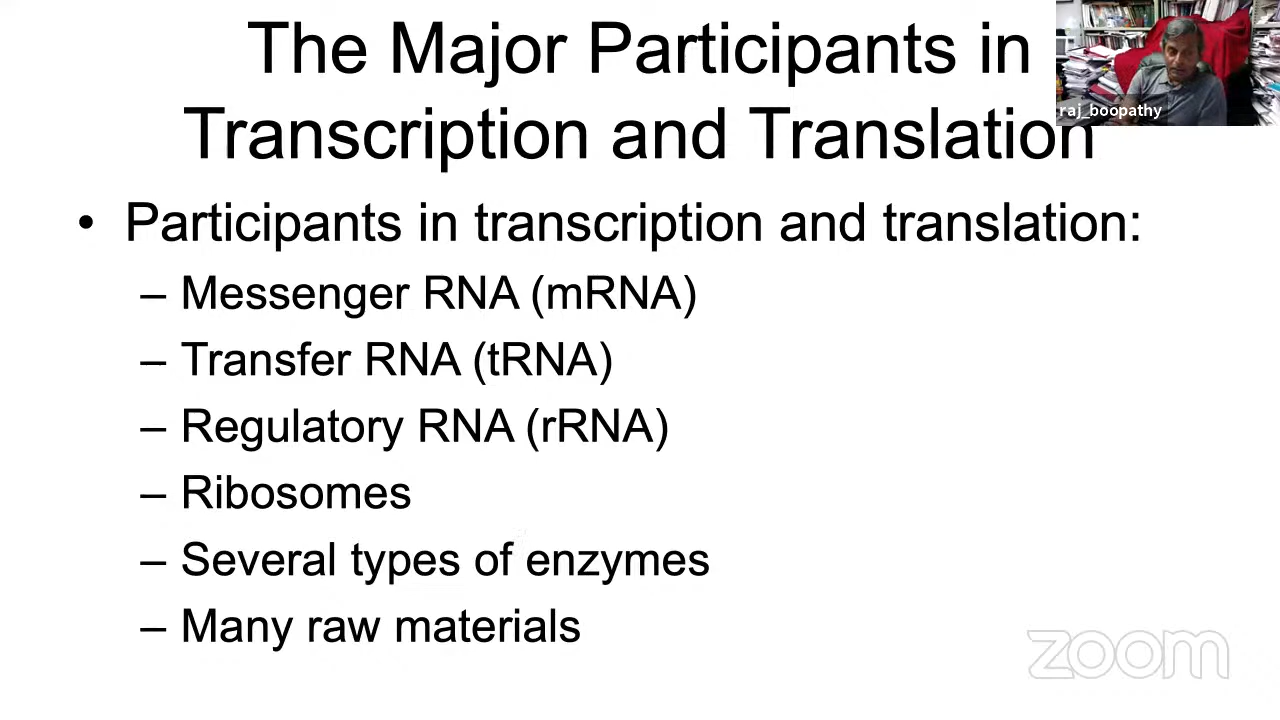 The Major Participants in
Transcription and Translation
raj_boopathy
• Participants in transcription and translation:
– Messenger RNA (mRNA)
– Transfer RNA (tRNA)
– Regulatory RNA (rRNA)
– Ribosomes
– Several types of enzymes
– Many raw materials
zoom